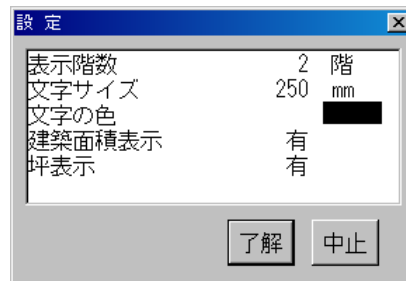 設 定
表示階数 2 階
文字サイズ 250 mm
文字の色
建築面積表示 有
坪表示 有
了解 中止